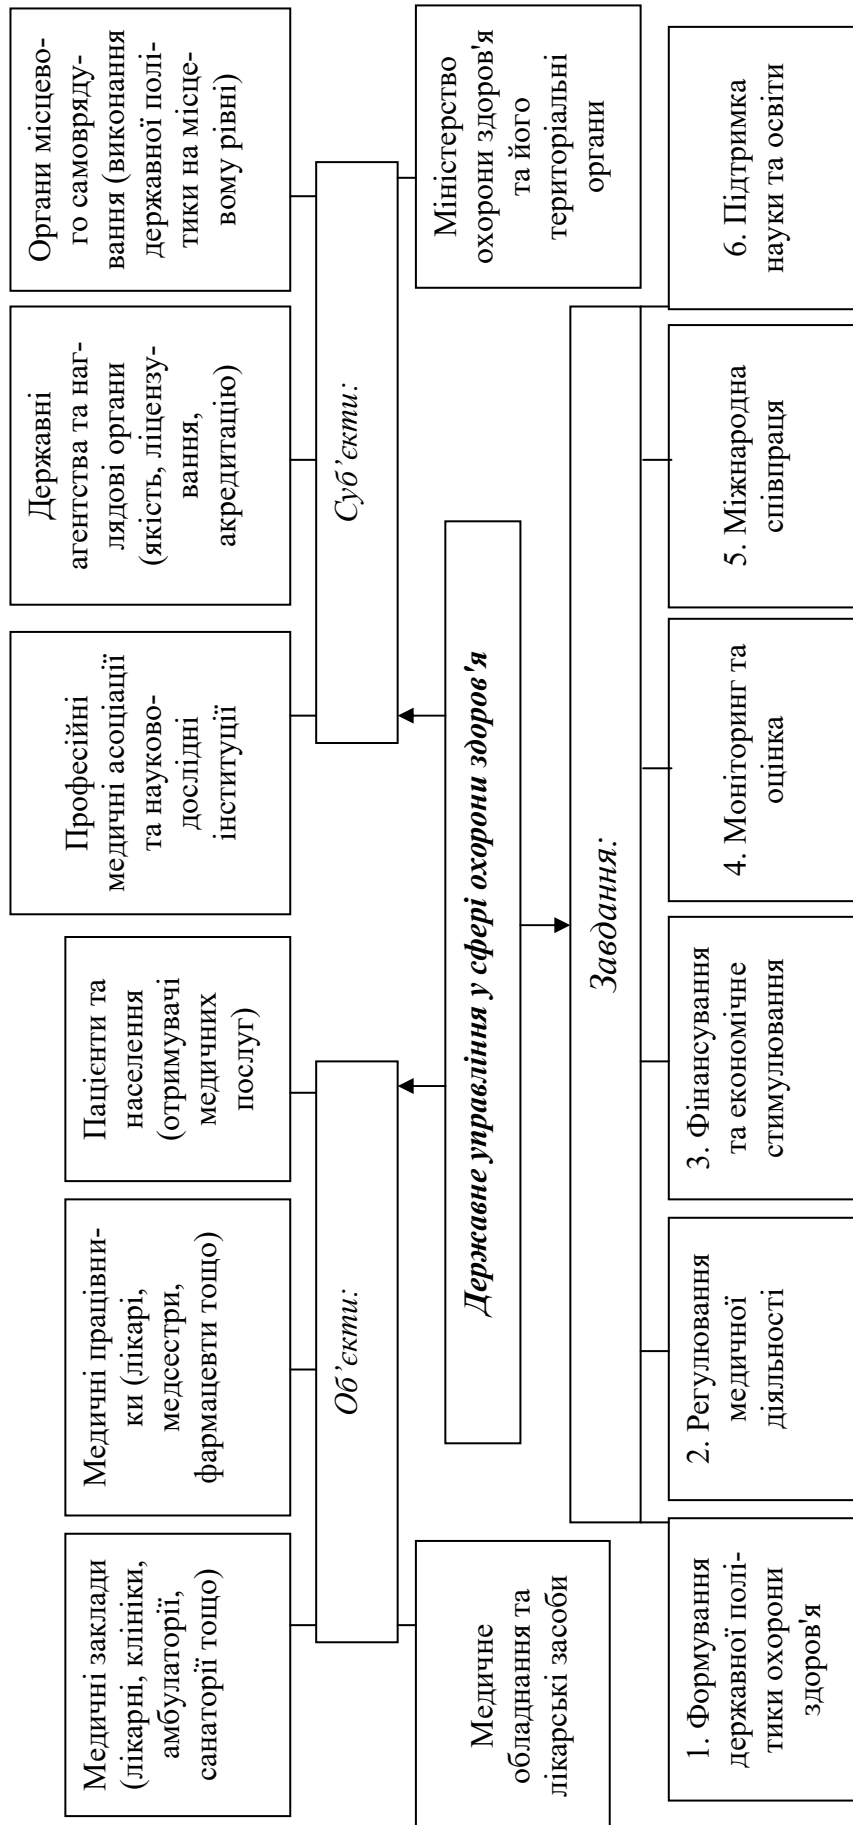 Медичні заклади
(лікарні, клініки,
амбулаторії,
санаторії тощо)
Медичні працівни-
ки (лікарі,
медсестри,
фармацевти тощо)
Пацієнти та
населення
(отримувачі
медичних
послуг)
Професійні
медичні асоціації
та науково-
дослідні
інституції
Державні
агентства та наг-
лядові органи
(якість, ліцензу-
вання,
акредитацію)
Органи місцево-
го самовряду-
вання (виконання
державної полі-
тики на місце-
вому рівні)
Об’єкти:
Суб’єкти:
Медичне
обладнання та
лікарські засоби
Державне управління у сфері охорони здоров'я
Міністерство
охорони здоров'я
та його
територіальні
органи
Завдання:
1. Формування
державної полі-
тики охорони
здоров'я
2. Регулювання
медичної
діяльності
3. Фінансування
та економічне
стимулювання
4. Моніторинг та
оцінка
5. Міжнародна
співпраця
6. Підтримка
науки та освіти